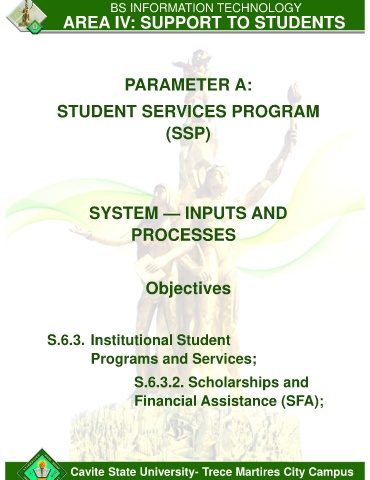 BS INFORMATION TECHNOLOGY
AREA IV: SUPPORT TO STUDENTS
PARAMETER A:
STUDENT SERVICES PROGRAM
(SSP)
SYSTEM — INPUTS AND
PROCESSES
Objectives
S.6.3. Institutional Student
Programs and Services;
S.6.3.2. Scholarships and
Financial Assistance (SFA);
Cavite State University- Trece Martires City Campus